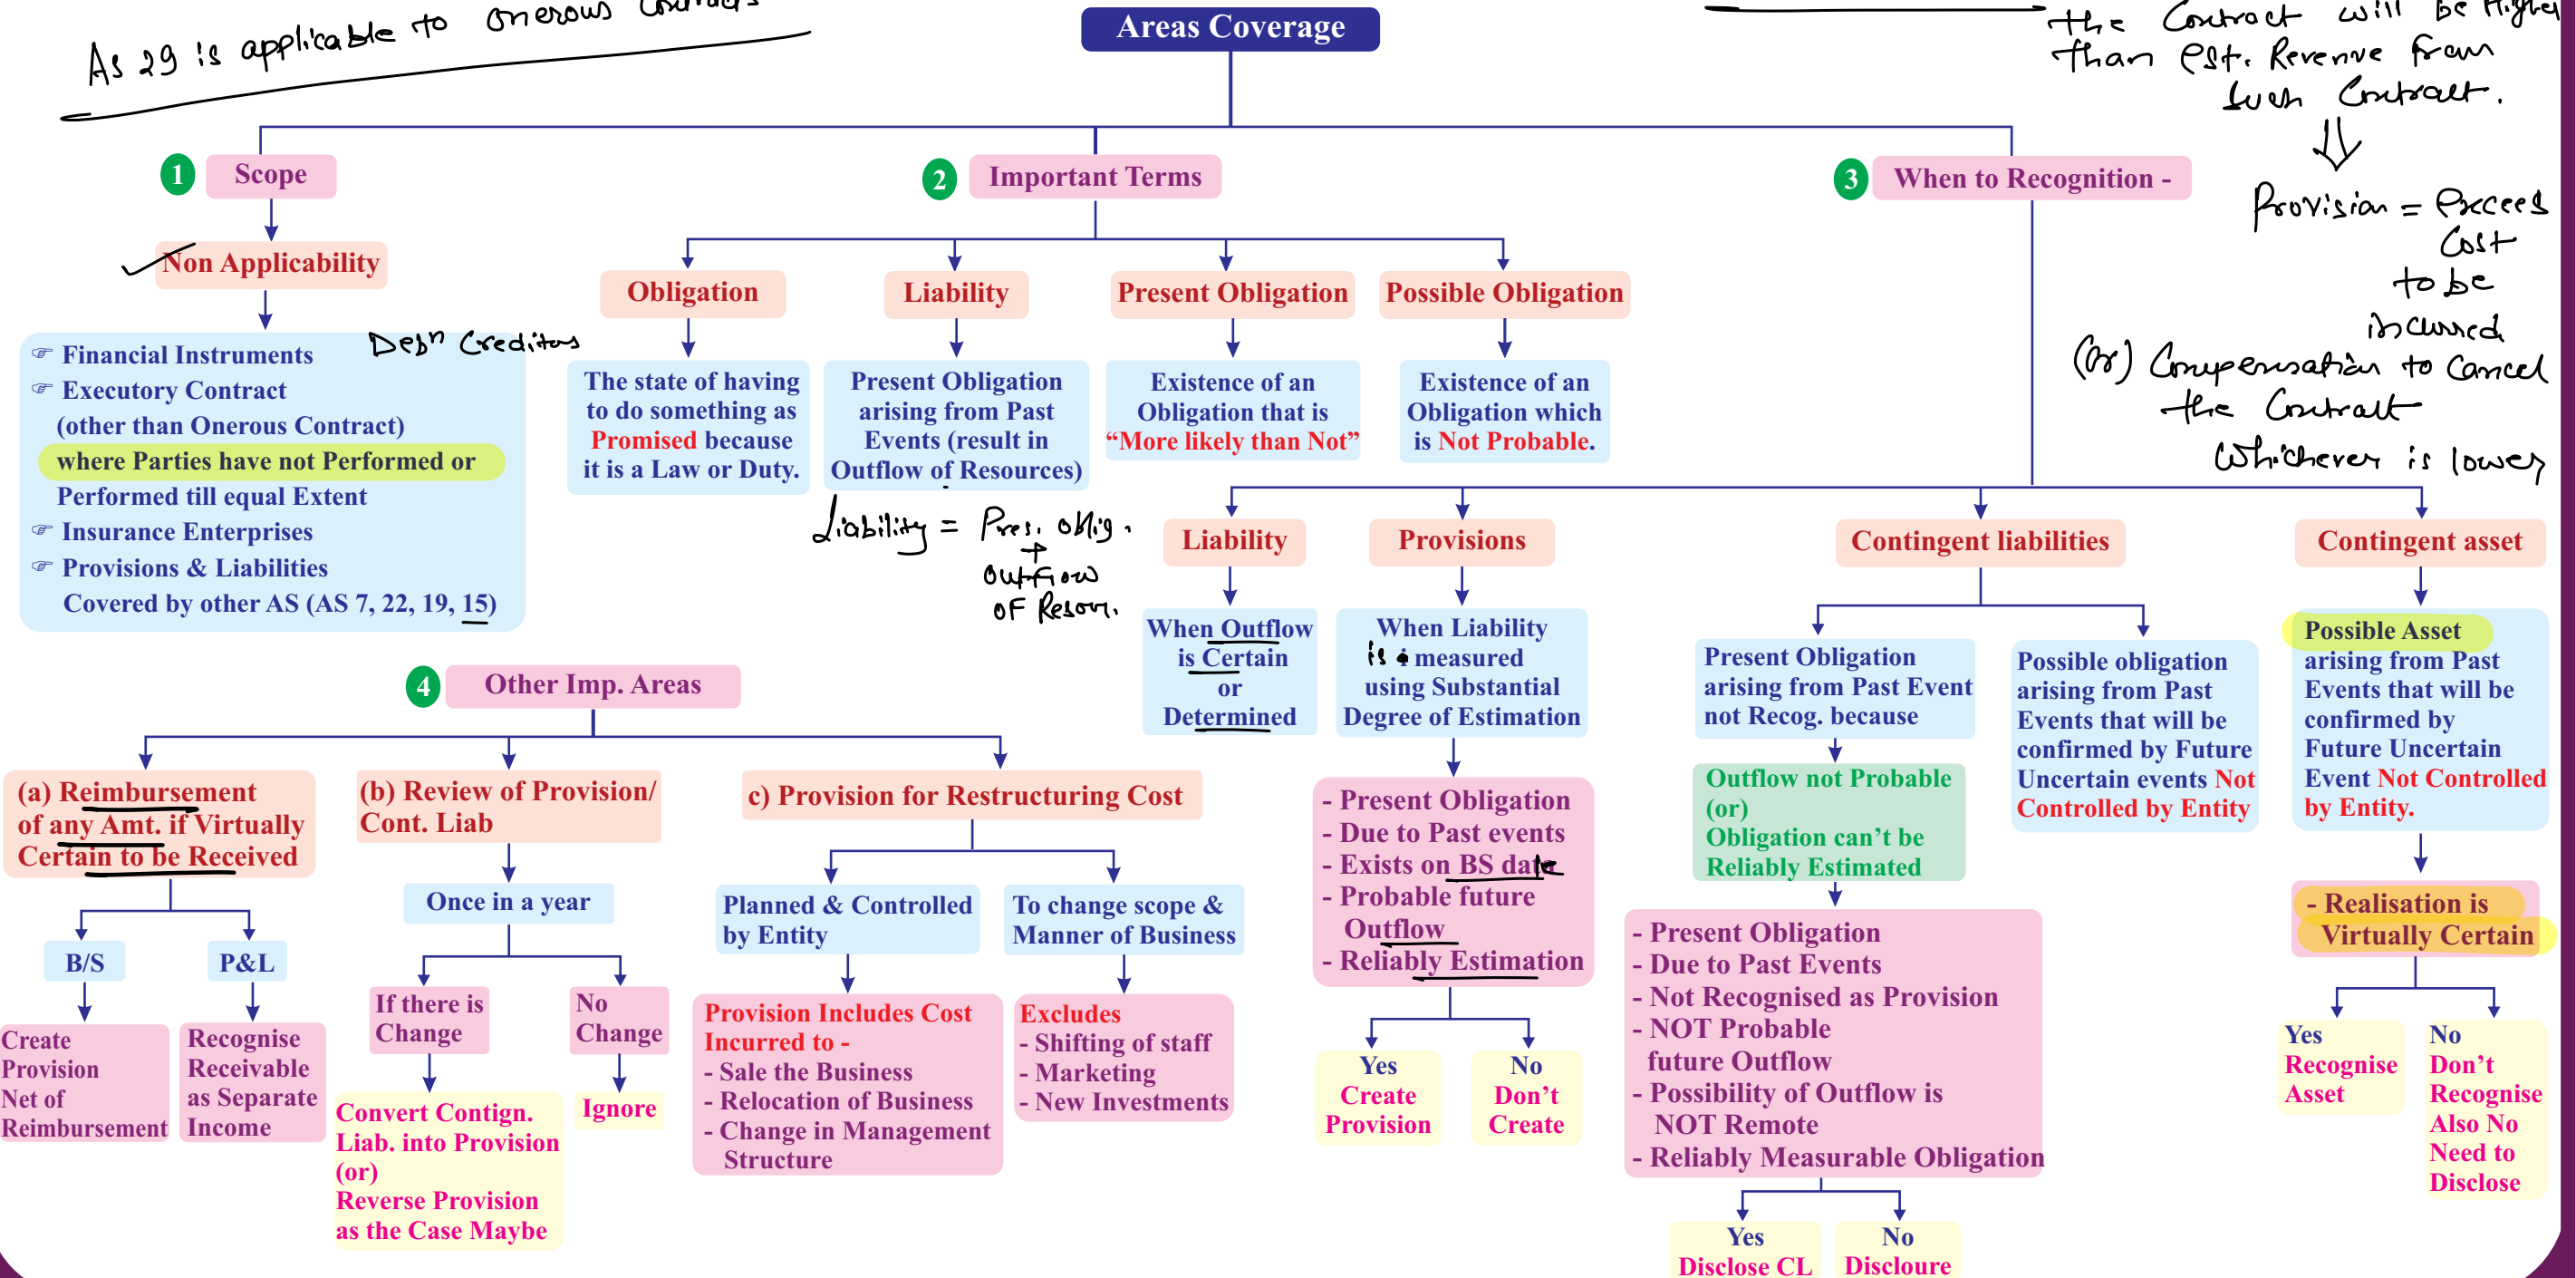 As 29 is applicable to onerous Contracts
Areas Coverage
the Contract will be Higher
than est. Revenue from
such Contract.
Provision = Excess
Cost
to be
incurred
(or) Compensation to Cancel
the Contract
Whichever is lower
1 Scope
Non Applicability
☞ Financial Instruments
Creditors
☞ Executory Contract
(other than Onerous Contract)
where Parties have not Performed or
Performed till equal Extent
☞ Insurance Enterprises
☞ Provisions & Liabilities
Covered by other AS (AS 7, 22, 19, 15)
2 Important Terms
Obligation
The state of having
to do something as
Promised because
it is a Law or Duty.
Liability
Present Obligation
arising from Past
Events (result in
Outflow of Resources)
Liability = Pres. oblig.
+
Outflow
OF Resour.
Present Obligation
Existence of an
Obligation that is
“More likely than Not”
Possible Obligation
Existence of an
Obligation which
is Not Probable.
3 When to Recognition -
Liability
When Outflow
is Certain
or
Determined
Provisions
When Liability
is measured
using Substantial
Degree of Estimation
- Present Obligation
- Due to Past events
- Exists on BS date
- Probable future
Outflow
- Reliably Estimation
Yes
Create
Provision
No
Don’t
Create
Contingent liabilities
Present Obligation
arising from Past Event
not Recog. because
Outflow not Probable
(or)
Obligation can’t be
Reliably Estimated
- Present Obligation
- Due to Past Events
- Not Recognised as Provision
- NOT Probable
future Outflow
- Possibility of Outflow is
NOT Remote
- Reliably Measurable Obligation
Yes
Disclose CL
No
Discloure
Possible obligation
arising from Past
Events that will be
confirmed by Future
Uncertain events Not
Controlled by Entity
Contingent asset
Possible Asset
arising from Past
Events that will be
confirmed by
Future Uncertain
Event Not Controlled
by Entity.
- Realisation is
Virtually Certain
Yes
Recognise
Asset
No
Don’t
Recognise
Also No
Need to
Disclose
4 Other Imp. Areas
(a) Reimbursement
of any Amt. if Virtually
Certain to be Received
B/S
Create
Provision
Net of
Reimbursement
P&L
Recognise
Receivable
as Separate
Income
(b) Review of Provision/
Cont. Liab
Once in a year
If there is
Change
Convert Contign.
Liab. into Provision
(or)
Reverse Provision
as the Case Maybe
No
Change
Ignore
c) Provision for Restructuring Cost
Planned & Controlled
by Entity
Provision Includes Cost
Incurred to -
- Sale the Business
- Relocation of Business
- Change in Management
Structure
To change scope &
Manner of Business
Excludes
- Shifting of staff
- Marketing
- New Investments